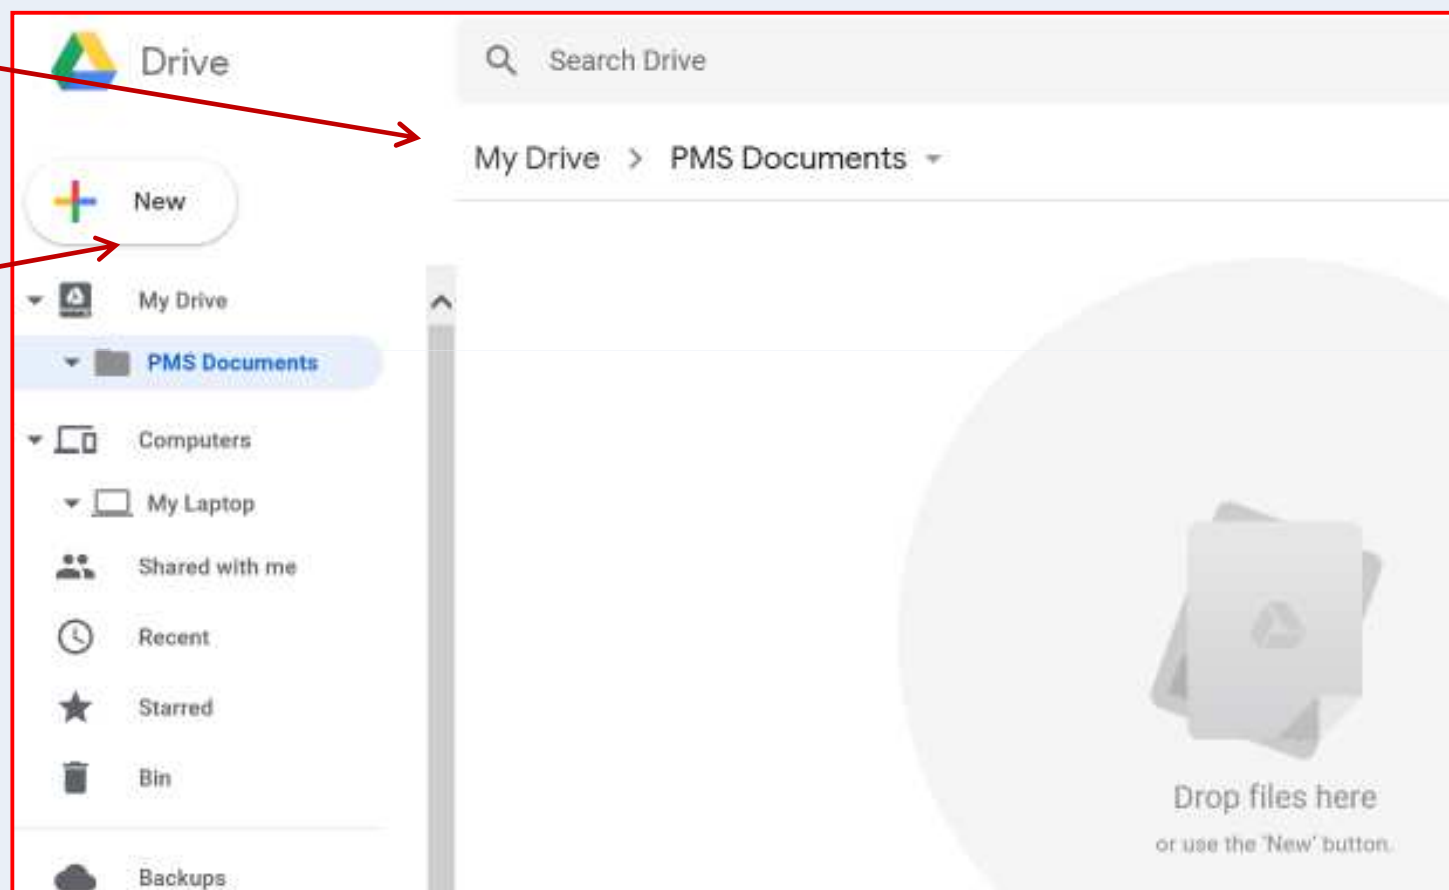 Drive
Search Drive
My Drive > PMS Documents
New
My Drive
PMS Documents
Computers
My Laptop
Shared with me
Recent
Starred
Bin
Backups
Drop files here
or use the 'New' button.